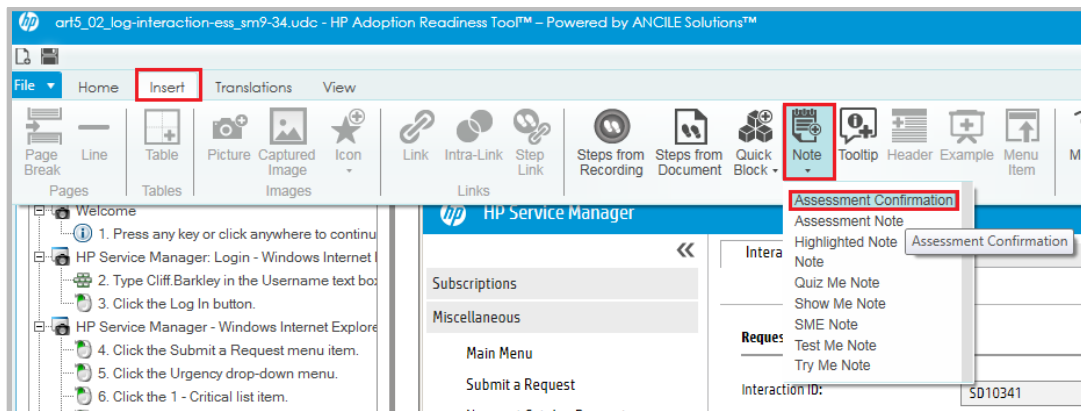 hp art5_02_log-interaction-ess_sm9-34.udc - HP Adoption Readiness Tool™ – Powered by ANCILE Solutions™
File Home Insert Translations View
Page Break Line Table Picture Captured Image Icon Link Intra-Link Step Link Steps from Recording Steps from Document Quick Block Note Tooltip Header Example Menu Item
Pages Tables Images Links
Assessment Confirmation
Assessment Note
Highlighted Note
Note
Quiz Me Note
Show Me Note
SME Note
Test Me Note
Try Me Note
Assessment Confirmation
Welcome
1. Press any key or click anywhere to continu
HP Service Manager: Login - Windows Internet
2. Type Cliff.Barkley in the Username text bo
3. Click the Log In button.
HP Service Manager - Windows Internet Explore
4. Click the Submit a Request menu item.
5. Click the Urgency drop-down menu.
6. Click the 1 - Critical list item.
hp HP Service Manager
Subscriptions
Miscellaneous
Main Menu
Submit a Request
Intera
Reques
Interaction ID: SD10341